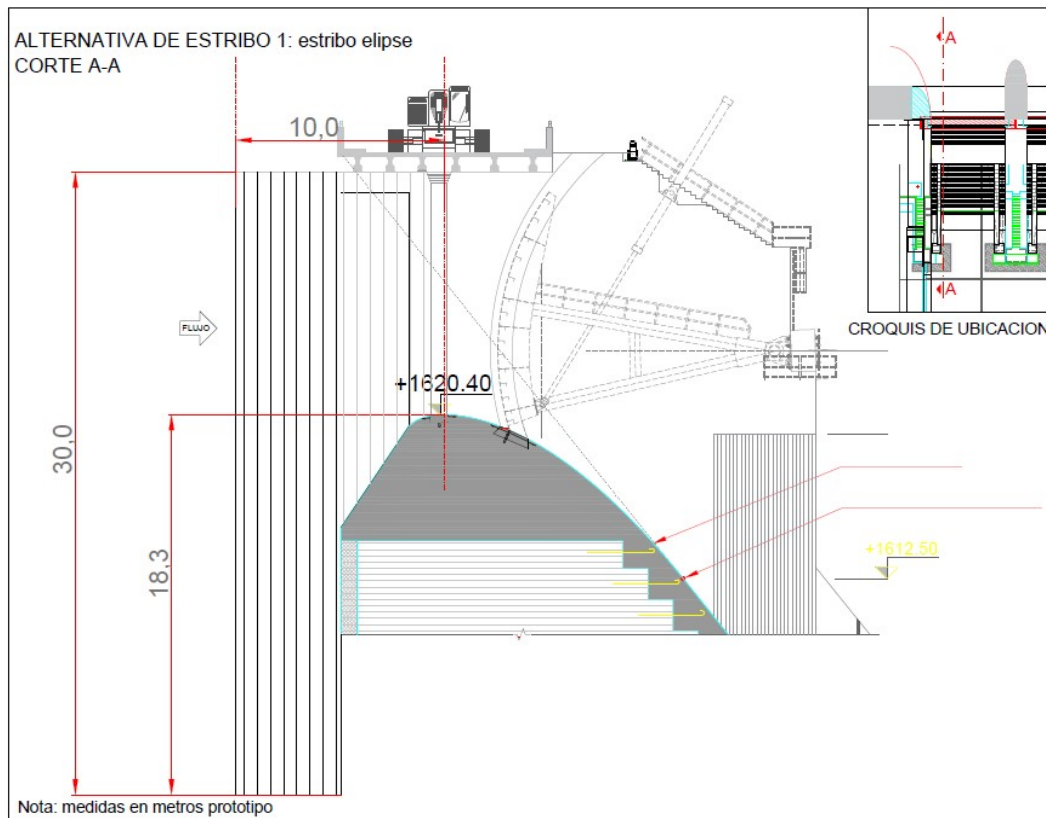 ALTERNATIVA DE ESTRIBO 1: estribo elipse
CORTE A-A
10,0
A
FLUJO
+1620.40
30,0
18,3
A
CROQUIS DE UBICACION
+1612.50
Nota: medidas en metros prototipo